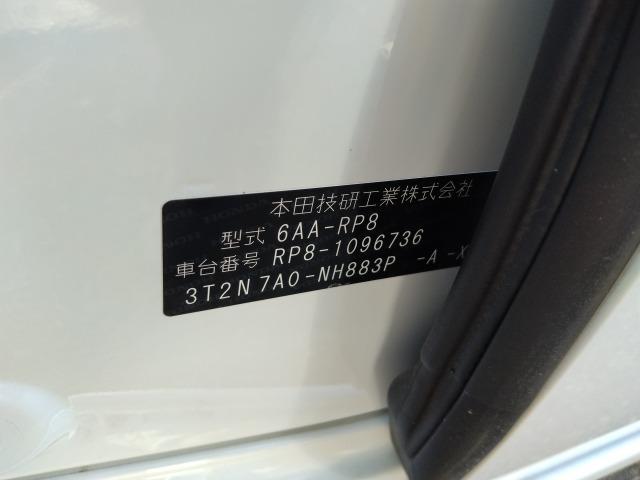 本田技研工業株式会社
型式 6AA-RP8
車台番号 RP8-1096736
3T2N 7A0-NH883P -A -X